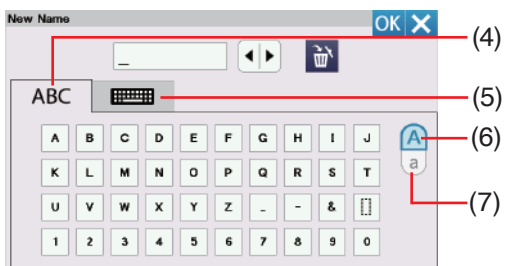 New Name
OK
(4)
_
ABC
(5)
A B C D E F G H I J
A
(6)
K L M N O P Q R S T
a
(7)
U V W X Y Z _ - &
1 2 3 4 5 6 7 8 9 0